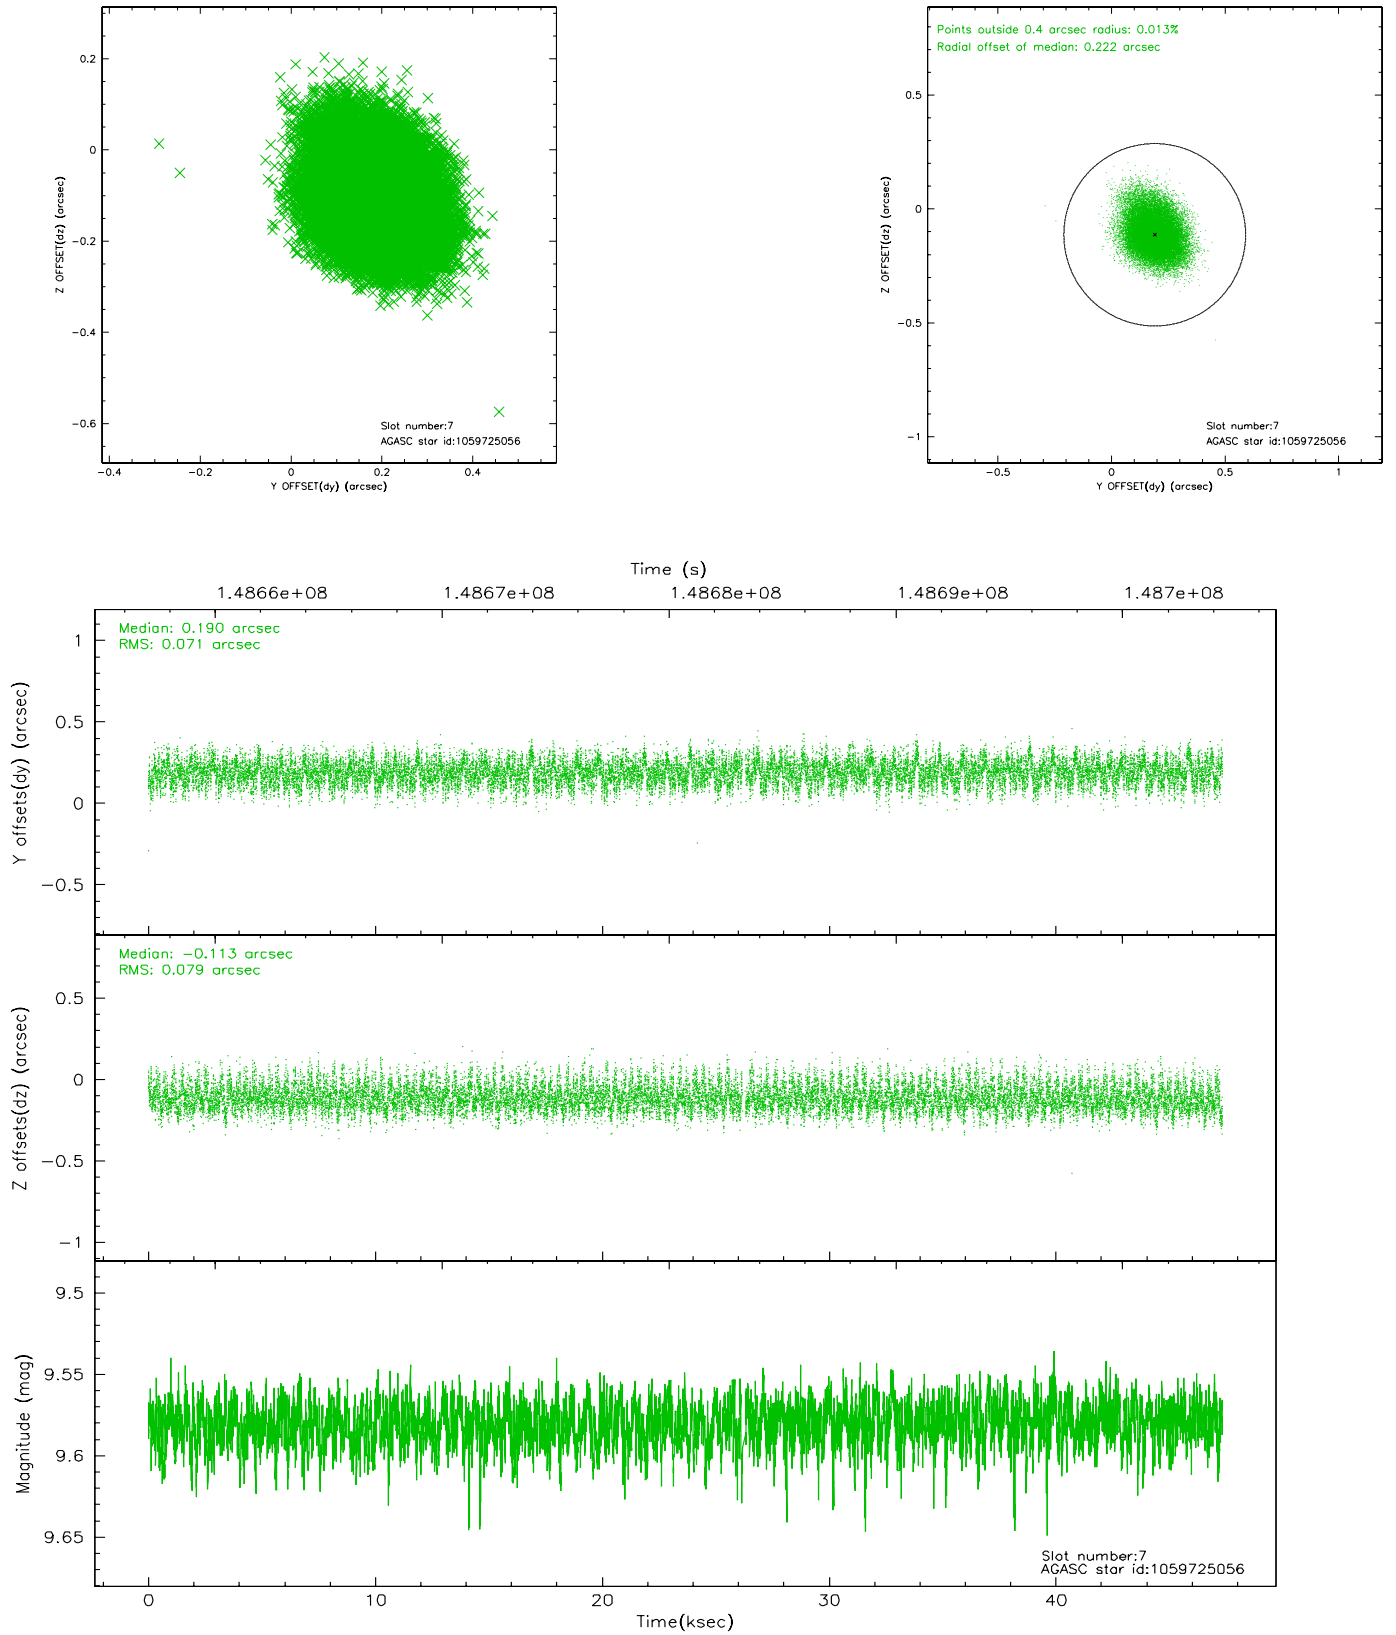 0.2
0
−0.2
−0.4
−0.6
Z OFFSET(dz) (arcsec)
Slot number:7
AGASC star id:1059725056
−0.4
−0.2
0
0.2
0.4
Y OFFSET(dy) (arcsec)
Points outside 0.4 arcsec radius: 0.013%
Radial offset of median: 0.222 arcsec
0.5
0
−0.5
−1
Z OFFSET(dz) (arcsec)
Slot number:7
AGASC star id:1059725056
−0.5
0
0.5
1
Y OFFSET(dy) (arcsec)
Time (s)
1.4866e+08
1.4867e+08
1.4868e+08
1.4869e+08
1.487e+08
Median: 0.190 arcsec
RMS: 0.071 arcsec
1
0.5
0
−0.5
Y offsets(dy) (arcsec)
Median: −0.113 arcsec
RMS: 0.079 arcsec
0.5
0
−0.5
−1
Z offsets(dz) (arcsec)
9.5
9.55
9.6
9.65
Magnitude (mag)
Slot number:7
AGASC star id:1059725056
0
10
20
30
40
Time(ksec)